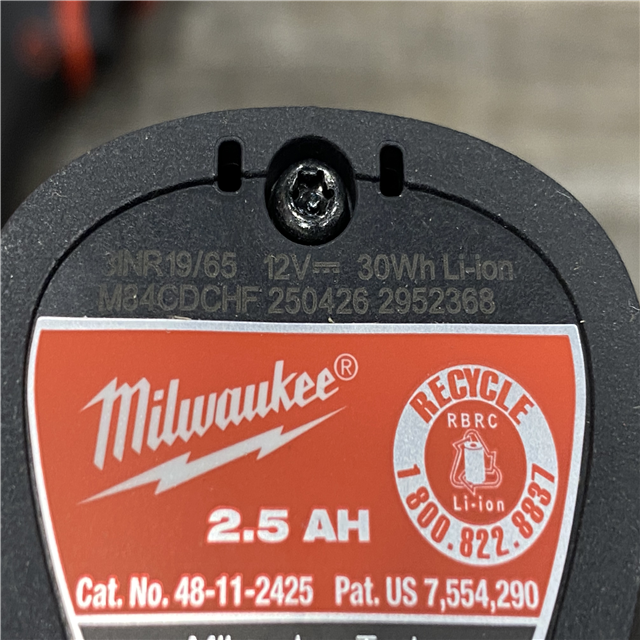 3INR19/65 12V⎓ 30Wh Li-ion
M84CDCHF 250426 2952368
Milwaukee®
RECYCLE
RBRC
Li-ion
1.800.822.8837
2.5 AH
Cat. No. 48-11-2425 Pat. US 7,554,290